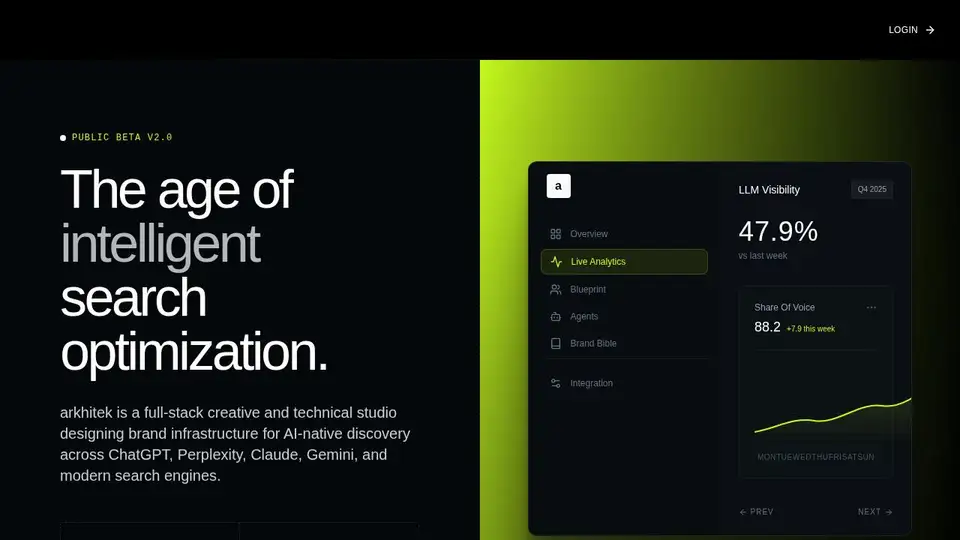 LOGIN
PUBLIC BETA V2.0
The age of
intelligent
search
optimization.
arkhitek is a full-stack creative and technical studio
designing brand infrastructure for AI-native discovery
across ChatGPT, Perplexity, Claude, Gemini, and
modern search engines.
a
Overview
Live Analytics
Blueprint
Agents
Brand Bible
Integration
LLM Visibility
Q4 2025
47.9%
vs last week
Share Of Voice
88.2 +7.9 this week
MONTUEWEDTHUFRISATSUN
PREV
NEXT